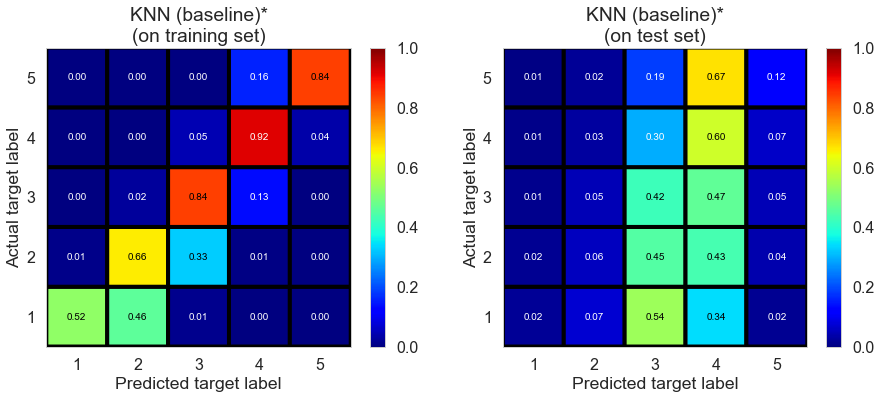 KNN (baseline)*
(on training set)
Actual target label
5
0.00 0.00 0.00 0.16 0.84
4
0.00 0.00 0.05 0.92 0.04
3
0.00 0.02 0.84 0.13 0.00
2
0.01 0.66 0.33 0.01 0.00
1
0.52 0.46 0.01 0.00 0.00
1 2 3 4 5
Predicted target label
1.0
0.8
0.6
0.4
0.2
0.0
KNN (baseline)*
(on test set)
Actual target label
5
0.01 0.02 0.19 0.67 0.12
4
0.01 0.03 0.30 0.60 0.07
3
0.01 0.05 0.42 0.47 0.05
2
0.02 0.06 0.45 0.43 0.04
1
0.02 0.07 0.54 0.34 0.02
1 2 3 4 5
Predicted target label
1.0
0.8
0.6
0.4
0.2
0.0